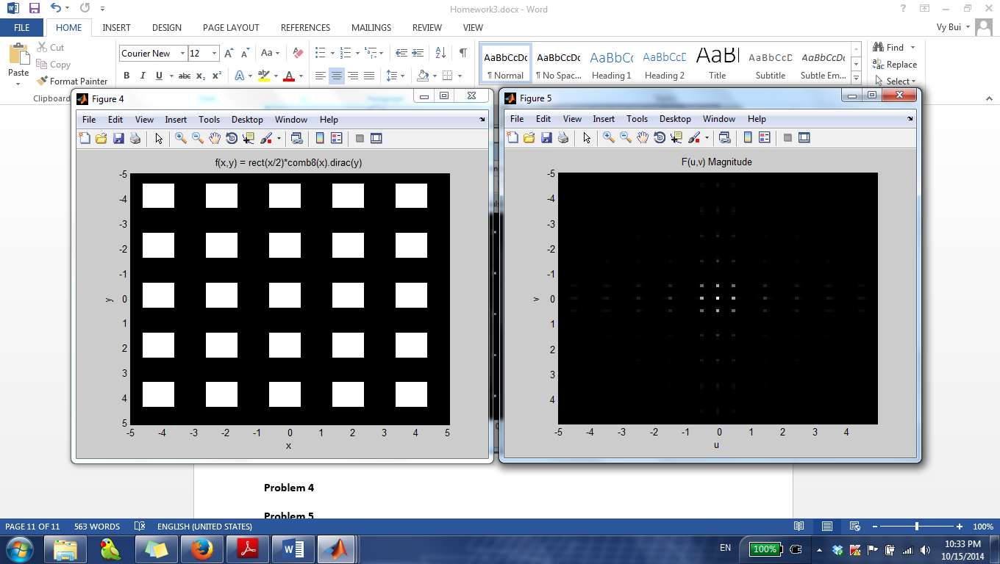 Homework3.docx - Word
FILE HOME INSERT DESIGN PAGE LAYOUT REFERENCES MAILINGS REVIEW VIEW Vy Bui
Paste
Cut
Copy
Format Painter
Clipboard
Courier New 12
Aa
B I U abc x₂ x² A ab A
AaBbCcDc AaBbCcDc AaBbCc AaBbCcD AaBl AaBbCcD AaBbCcDc
¶ Normal ¶ No Spac... Heading 1 Heading 2 Title Subtitle Subtle Em...
Find
Replace
Select
Figure 4
File Edit View Insert Tools Desktop Window Help
f(x,y) = rect(x/2)*comb8(x).dirac(y)
-5
-4
-3
-2
-1
0
1
2
3
4
5
y
-5 -4 -3 -2 -1 0 1 2 3 4 5
x
Figure 5
File Edit View Insert Tools Desktop Window Help
F(u,v) Magnitude
-5
-4
-3
-2
-1
0
1
2
3
4
v
-5 -4 -3 -2 -1 0 1 2 3 4
u
Problem 4
Problem 5
PAGE 11 OF 11 563 WORDS ENGLISH (UNITED STATES) 100%
EN 100% 10:33 PM
10/15/2014